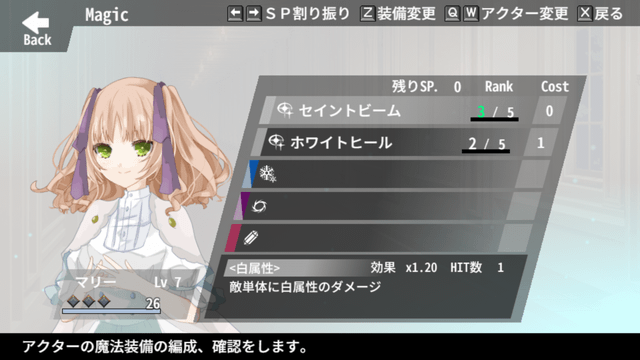 Magic
←→ＳＰ割り振り Z装備変更 QWアクター変更 X戻る
Back
残りSP. 0 Rank Cost
セイントビーム 3 / 5 0
ホワイトヒール 2 / 5 1
<白属性> 効果 x1.20 HIT数 1
敵単体に白属性のダメージ
マリー Lv 7
26
アクターの魔法装備の編成、確認をします。